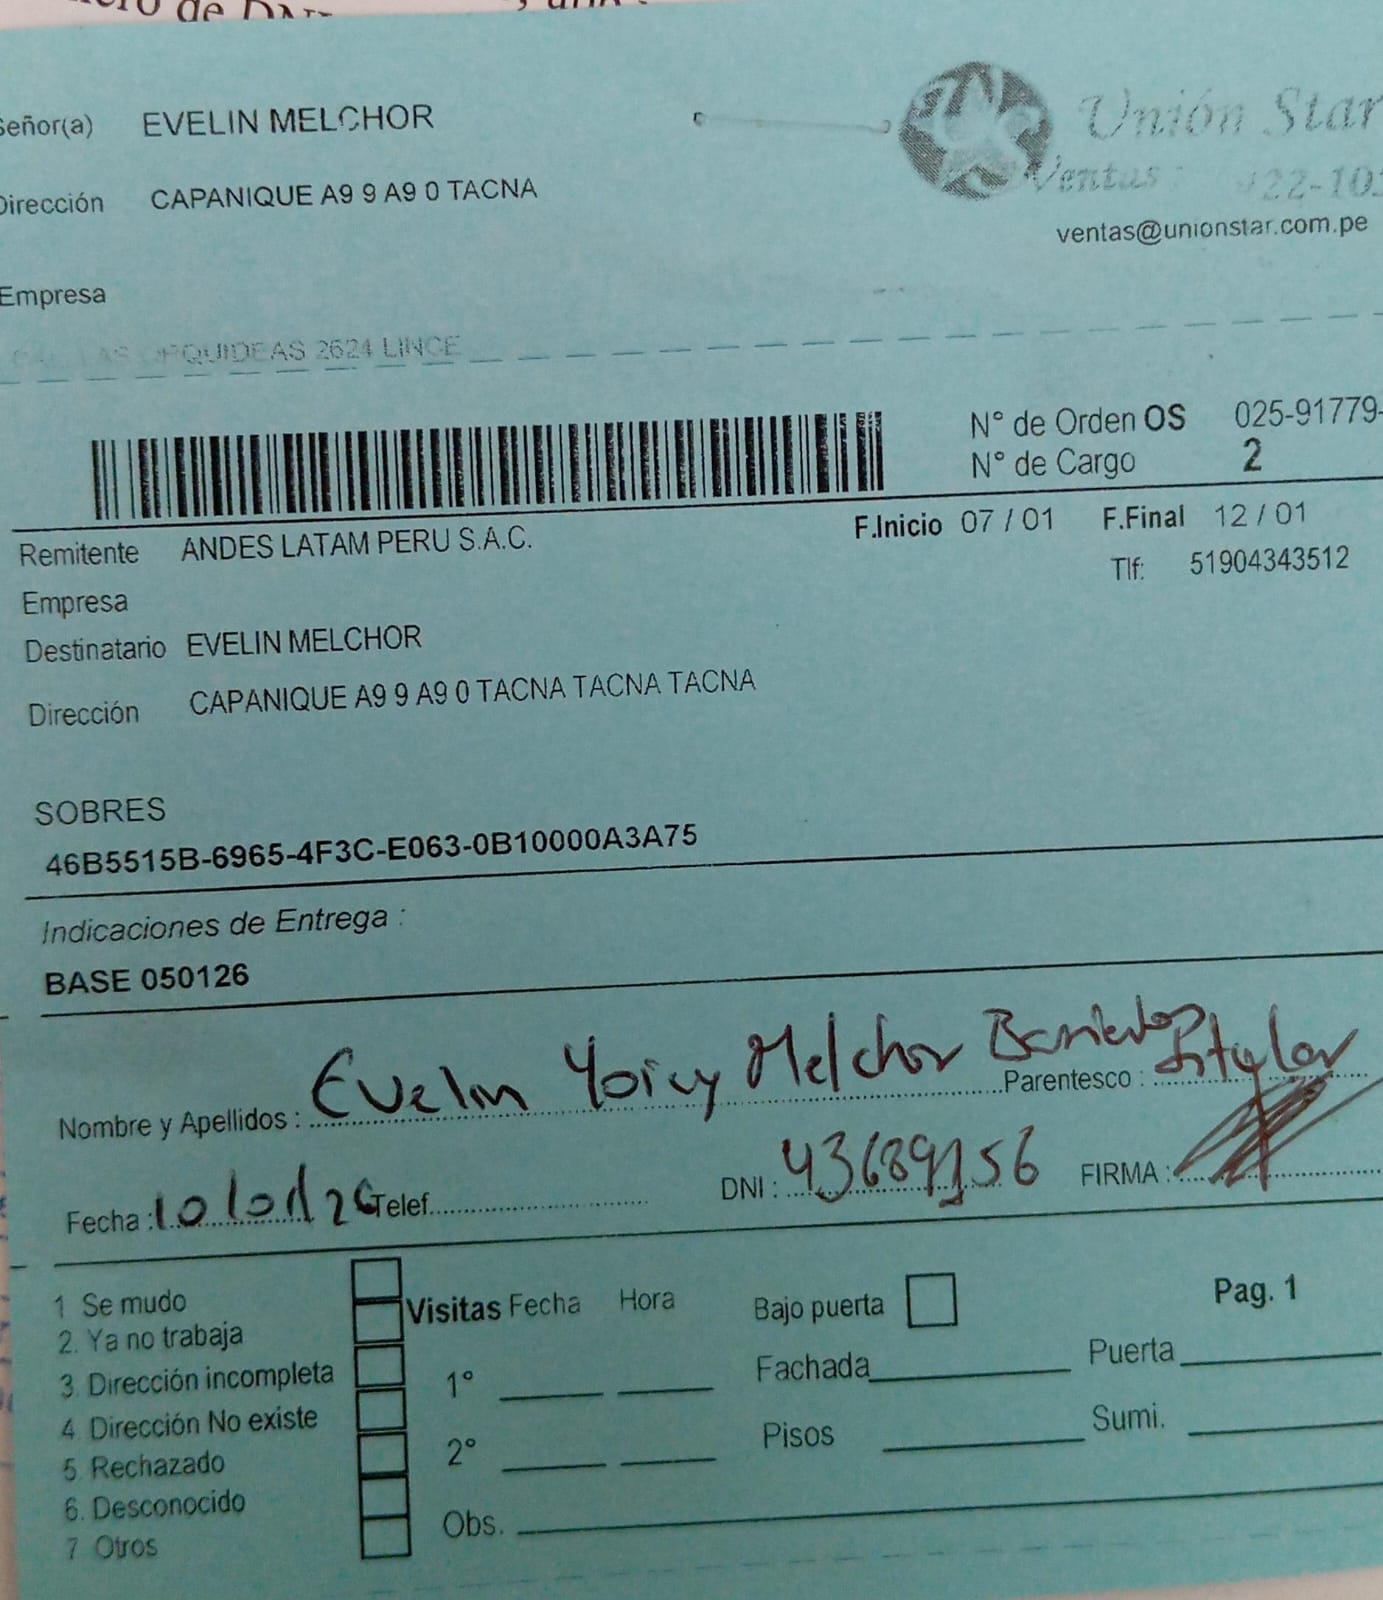 de
Señor(a) EVELIN MELCHOR
Unión Star
Dirección CAPANIQUE A9 9 A9 0 TACNA
Ventas : 422-103
ventas@unionstar.com.pe
Empresa
ORQUIDEAS 2624 LINCE
N° de Orden OS 025-91779-
N° de Cargo 2
Remitente ANDES LATAM PERU S.A.C. F.Inicio 07 / 01 F.Final 12 / 01
Tlf: 51904343512
Empresa
Destinatario EVELIN MELCHOR
Dirección CAPANIQUE A9 9 A9 0 TACNA TACNA TACNA
SOBRES
46B5515B-6965-4F3C-E063-0B10000A3A75
Indicaciones de Entrega :
BASE 050126
Nombre y Apellidos : Evelin Melchor Barrientos Parentesco : titular
Fecha : 10/01/26 Telef. DNI : FIRMA :
1 Se mudo
2. Ya no trabaja
3. Dirección incompleta
4 Dirección No existe
5. Rechazado
6. Desconocido
7 Otros
Visitas Fecha Hora
1°
2°
Obs.
Bajo puerta Pag. 1
Fachada Puerta
Pisos Sumi.